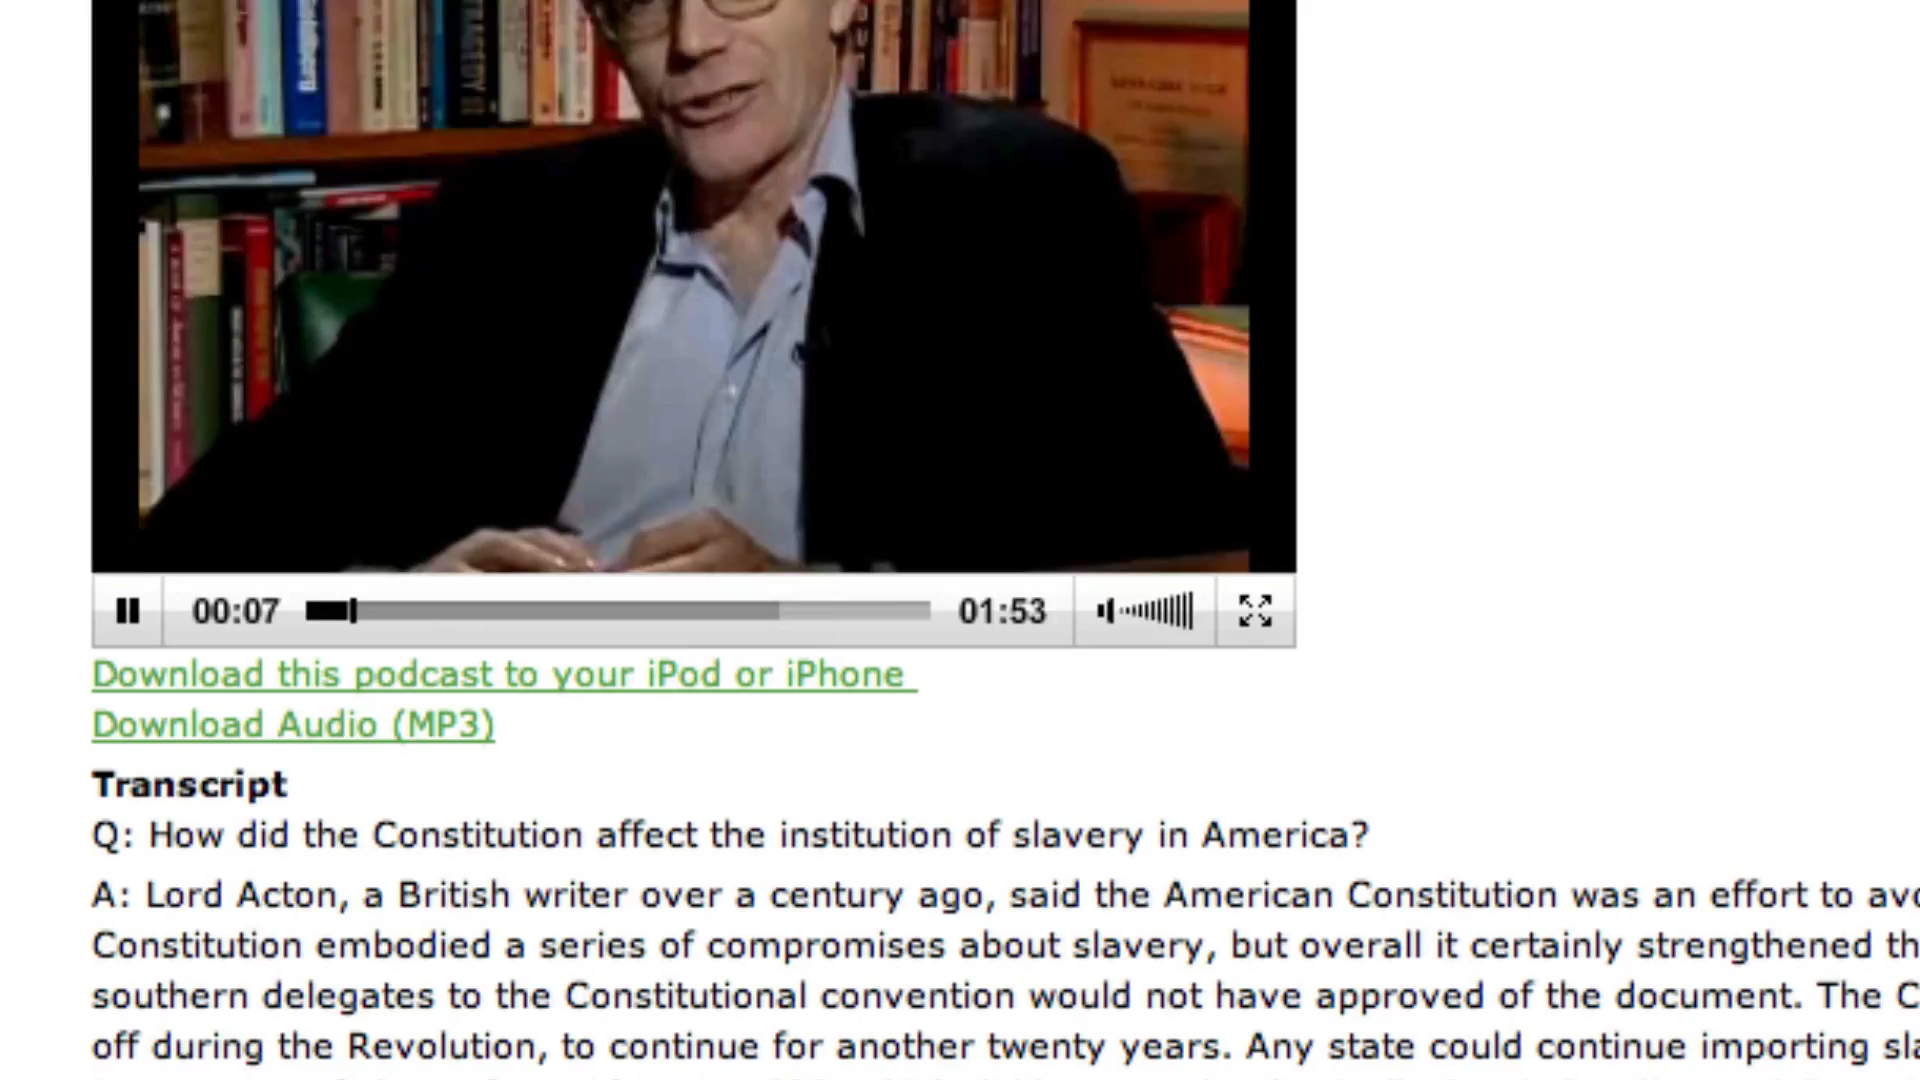 TRAGEDY II
00:07
01:53
Download this podcast to your iPod or iPhone
Download Audio (MP3)
Transcript
Q: How did the Constitution affect the institution of slavery in America?
A: Lord Acton, a British writer over a century ago, said the American Constitution was an effort to avo
Constitution embodied a series of compromises about slavery, but overall it certainly strengthened th
southern delegates to the Constitutional convention would not have approved of the document. The C
off during the Revolution, to continue for another twenty years. Any state could continue importing sla